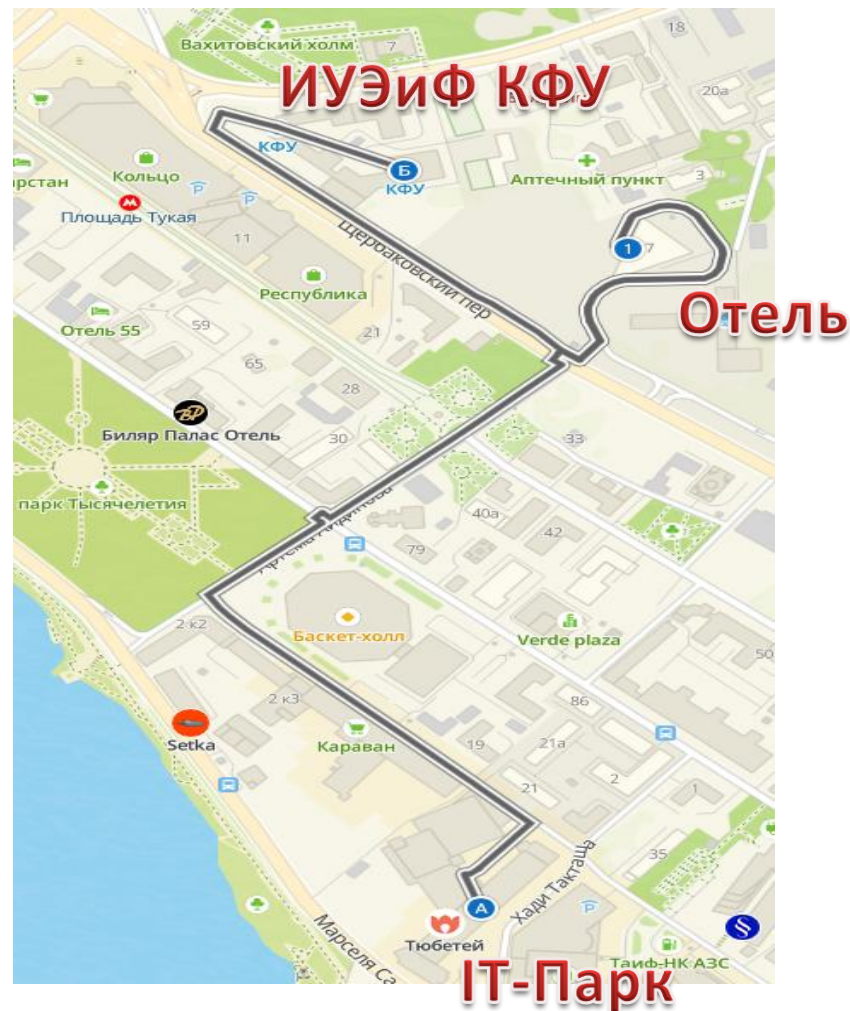 18
Вахитовский холм
7
ИУЭиФ КФУ
20а
КФУ
Б
КФУ
рстан
Кольцо
P
P
Аптечный пункт
3
М
Площадь Тукая
11
Щербаковский пер
1
7
Республика
Отель
Отель 55
59
21
65
28
BP
Биляр Палас Отель
30
33
парк Тысячелетия
40а
42
79
2 к2
Баскет-холл
Verde plaza
50
2 к3
86
Setka
Караван
19
21а
21
2
1
35
Хади Такташа
А
P
§
Тюбетей
Марселя Са
Таиф-НК АЗС
IT-Парк